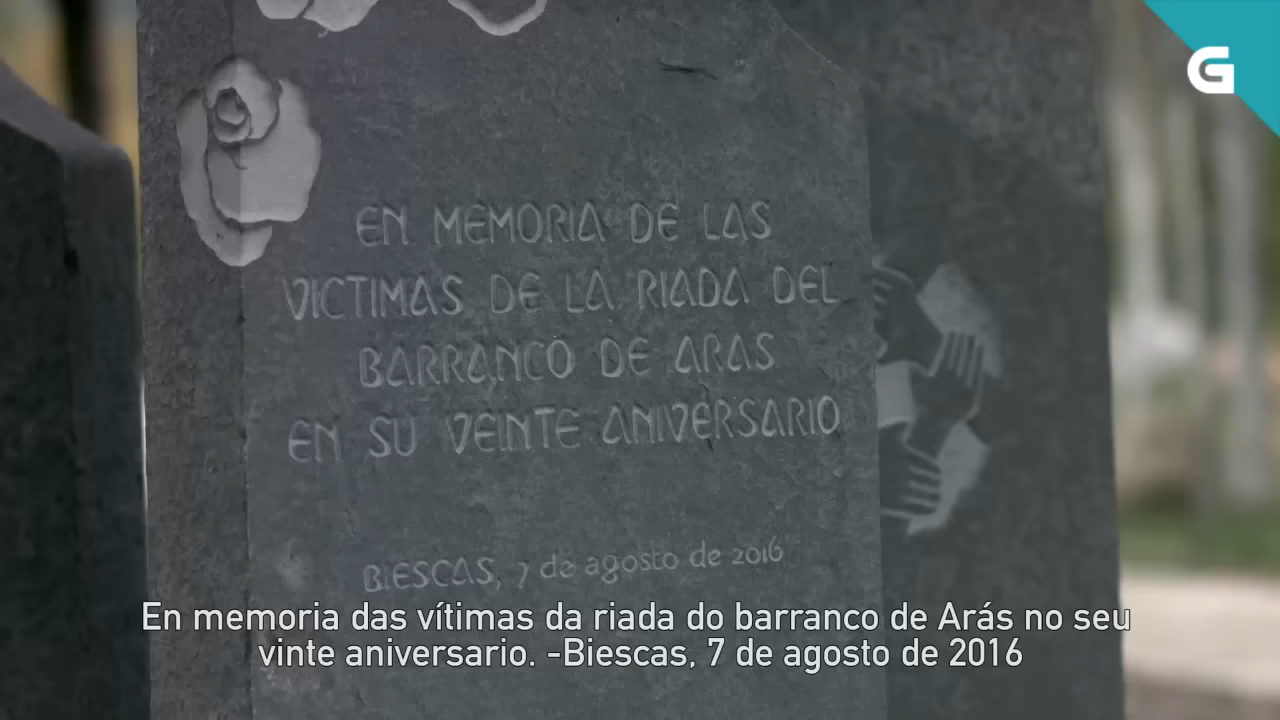 G
EN MEMORIA DE LAS
VICTIMAS DE LA RIADA DEL
BARRANCO DE ARAS
EN SU VEINTE ANIVERSARIO
BIESCAS, 7 de agosto de 2016
En memoria das vítimas da riada do barranco de Arás no seu
vinte aniversario. -Biescas, 7 de agosto de 2016